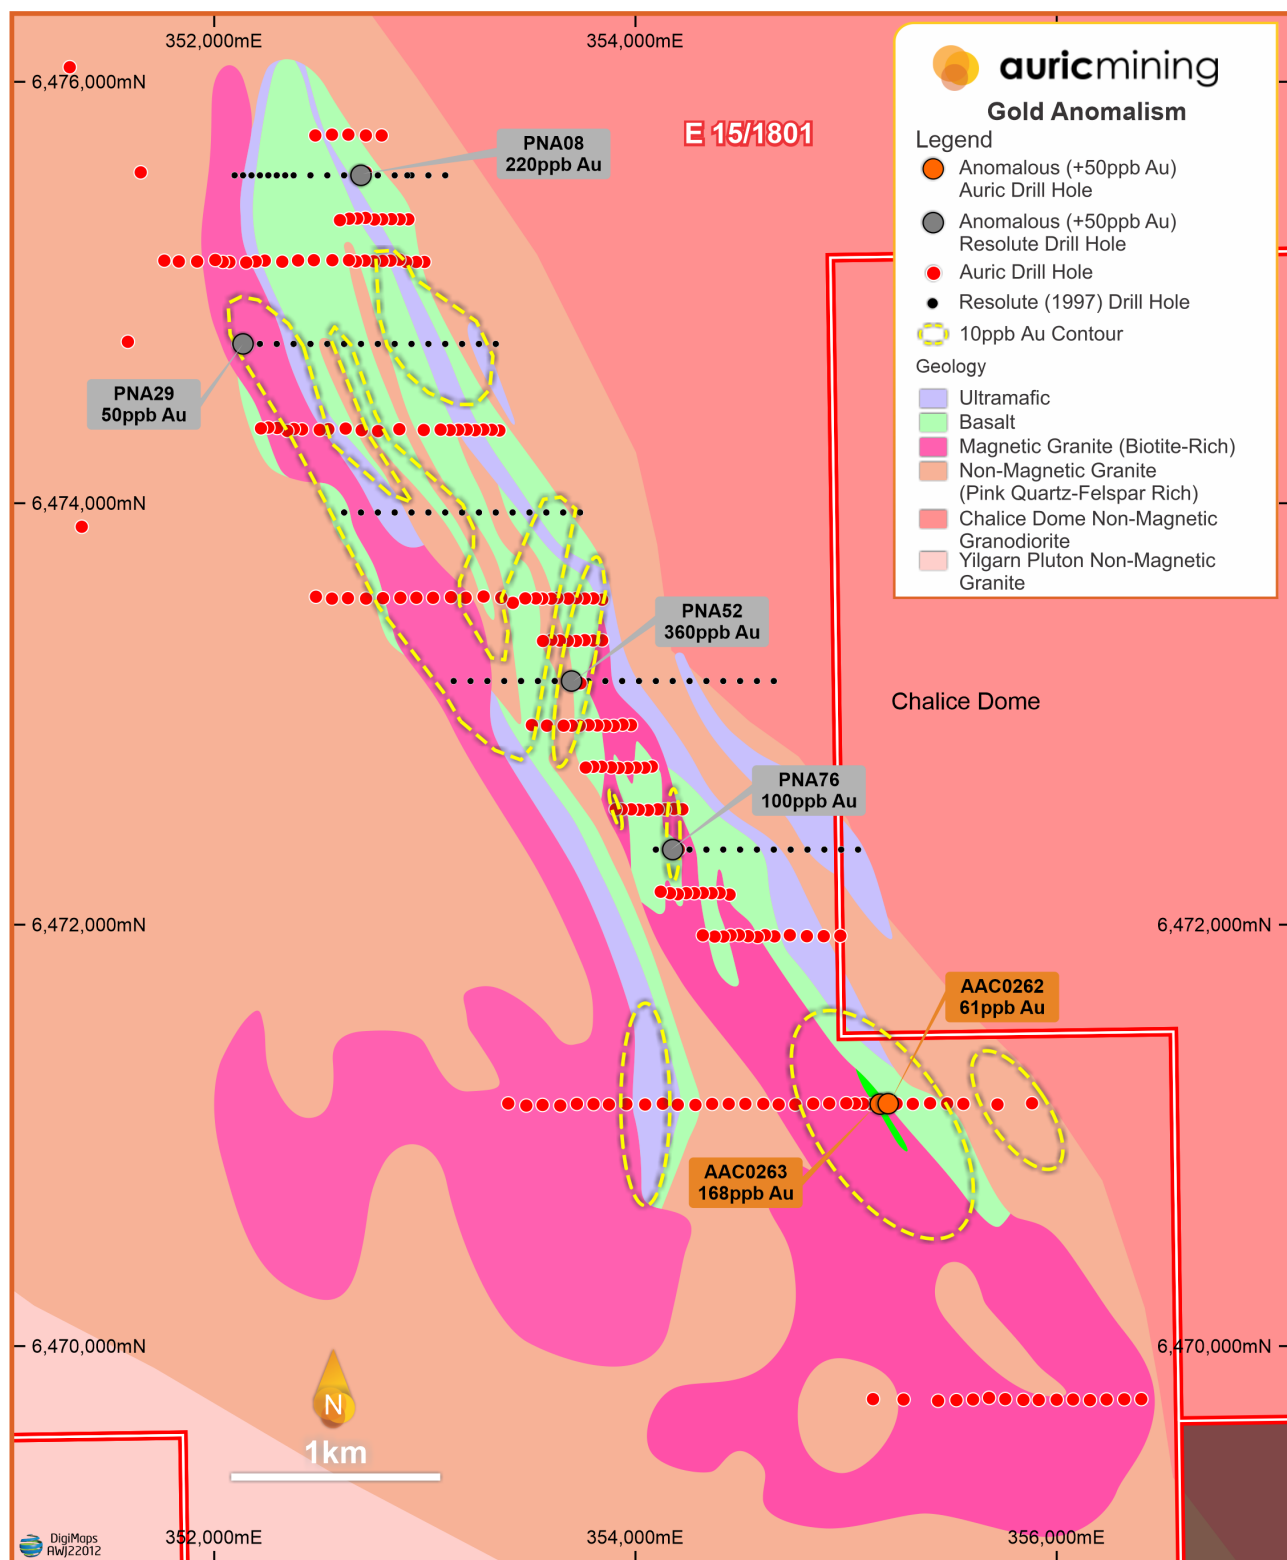 352,000mE
354,000mE
6,476,000mN
E 15/1801
auricmining
Gold Anomalism
Legend
Anomalous (+50ppb Au)
Auric Drill Hole
Anomalous (+50ppb Au)
Resolute Drill Hole
Auric Drill Hole
Resolute (1997) Drill Hole
10ppb Au Contour
Geology
Ultramafic
Basalt
Magnetic Granite (Biotite-Rich)
Non-Magnetic Granite
(Pink Quartz-Felspar Rich)
Chalice Dome Non-Magnetic
Granodiorite
Yilgarn Pluton Non-Magnetic
Granite
PNA08
220ppb Au
PNA29
50ppb Au
6,474,000mN
PNA52
360ppb Au
Chalice Dome
PNA76
100ppb Au
6,472,000mN
6,472,000mN
AAC0262
61ppb Au
AAC0263
168ppb Au
6,470,000mN
6,470,000mN
N
1km
DigiMaps
AWJ22012
352,000mE
354,000mE
356,000mE